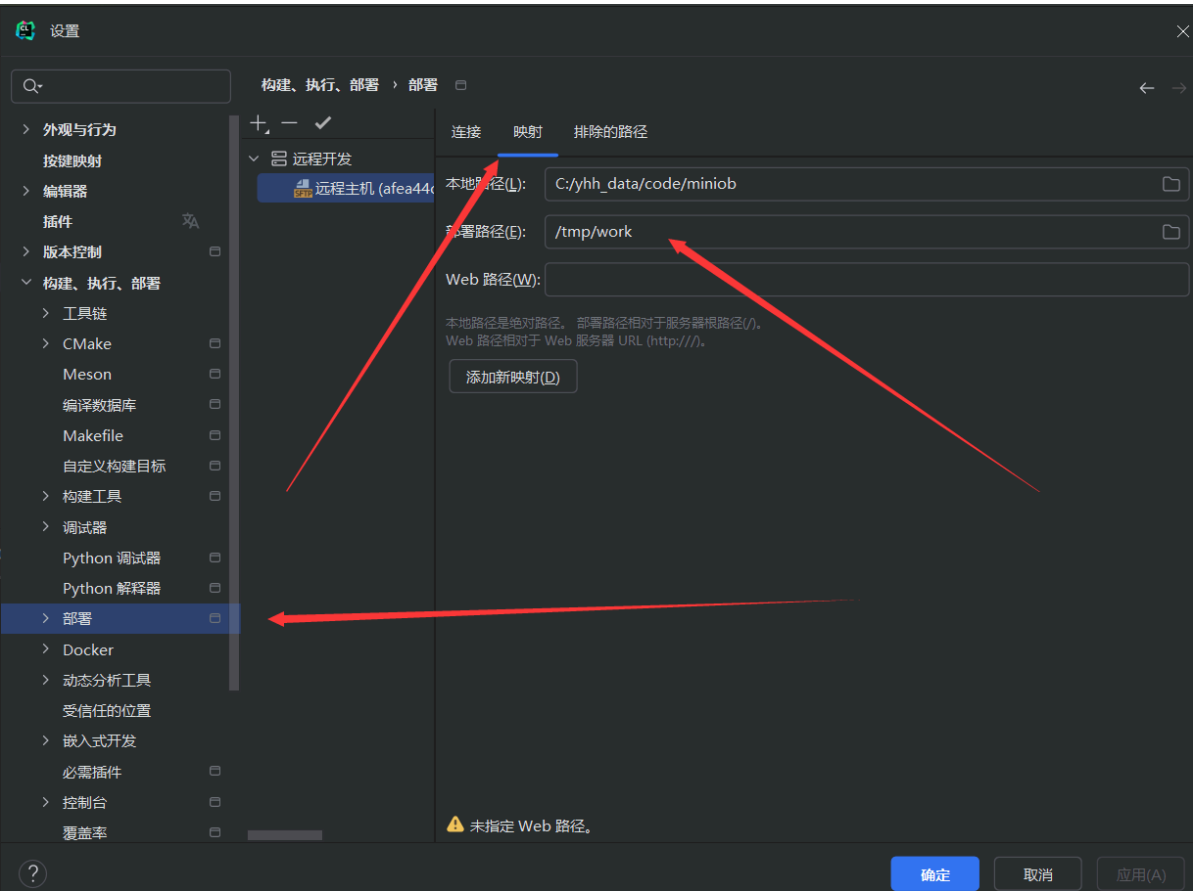 设置
构建、执行、部署 › 部署
外观与行为
按键映射
编辑器
插件
版本控制
构建、执行、部署
工具链
CMake
Meson
编译数据库
Makefile
自定义构建目标
构建工具
调试器
Python 调试器
Python 解释器
部署
Docker
动态分析工具
受信任的位置
嵌入式开发
必需插件
控制台
覆盖率
远程开发
远程主机 (afea44c
连接 映射 排除的路径
本地路径(L): C:/yhh_data/code/miniob
部署路径(E): /tmp/work
Web 路径(W):
本地路径是绝对路径。 部署路径相对于服务器根路径(/)。
Web 路径相对于 Web 服务器 URL (http:///)。
添加新映射(D)
未指定 Web 路径。
? 确定 取消 应用(A)